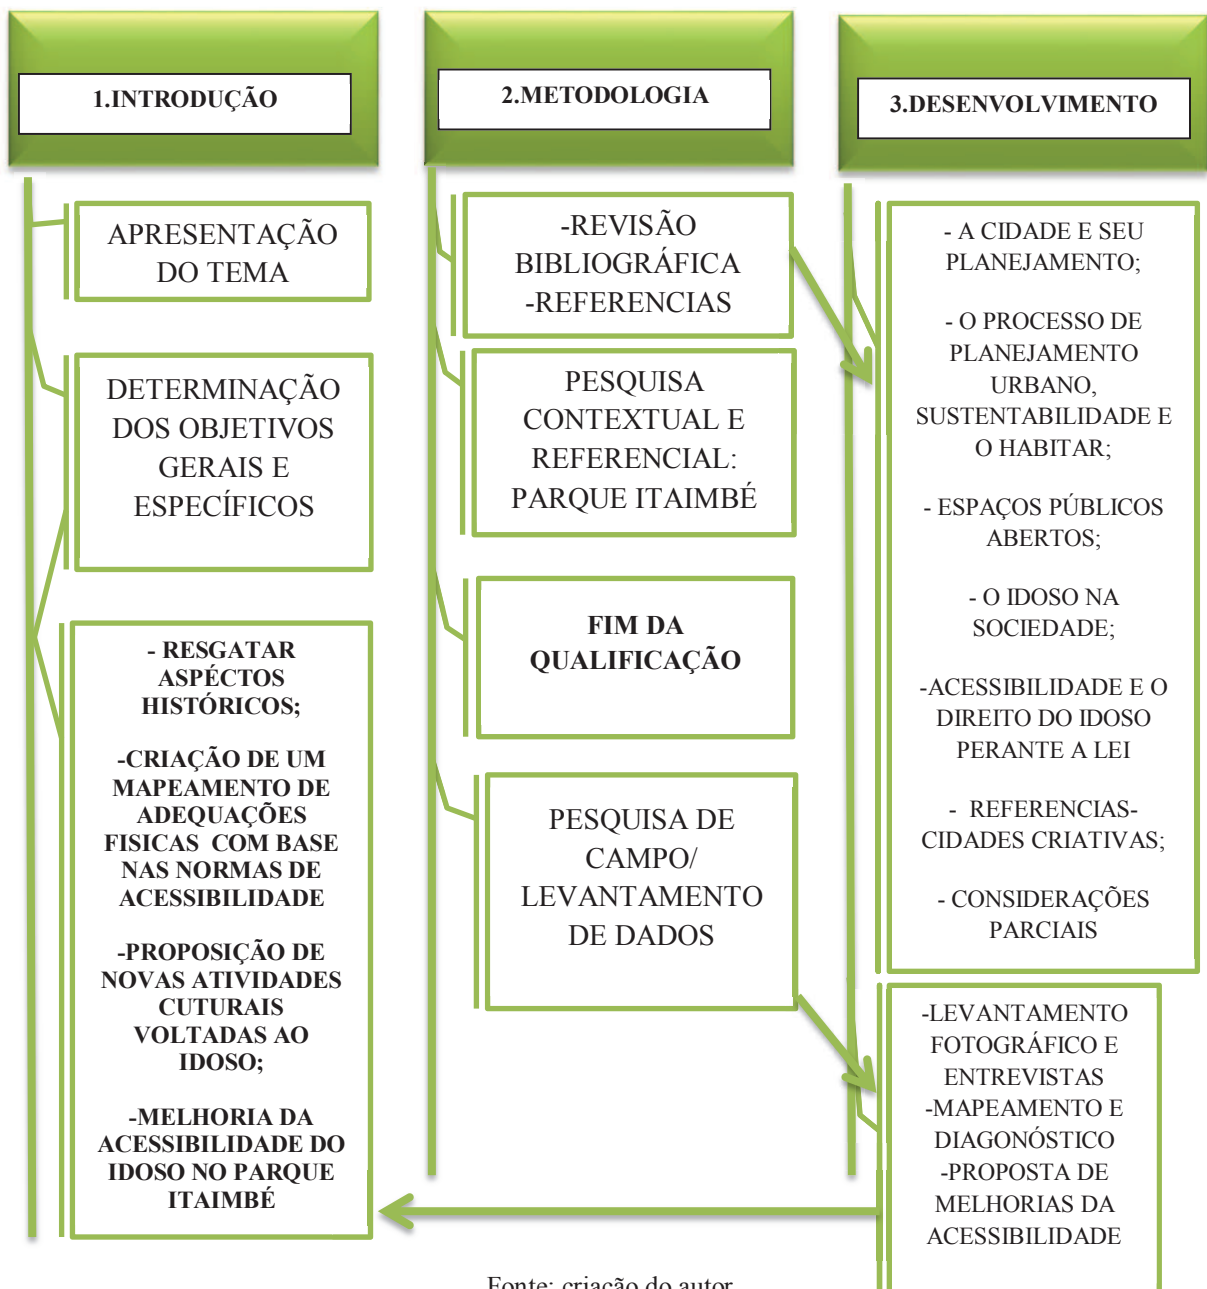 1.INTRODUÇÃO
APRESENTAÇÃO
DO TEMA
DETERMINAÇÃO
DOS OBJETIVOS
GERAIS E
ESPECÍFICOS
- RESGATAR
ASPÉCTOS
HISTÓRICOS;
-CRIAÇÃO DE UM
MAPEAMENTO DE
ADEQUAÇÕES
FISICAS COM BASE
NAS NORMAS DE
ACESSIBILIDADE
-PROPOSIÇÃO DE
NOVAS ATIVIDADES
CUTURAIS
VOLTADAS AO
IDOSO;
-MELHORIA DA
ACESSIBILIDADE DO
IDOSO NO PARQUE
ITAIMBÉ
2.METODOLOGIA
-REVISÃO
BIBLIOGRÁFICA
-REFERENCIAS
PESQUISA
CONTEXTUAL E
REFERENCIAL:
PARQUE ITAIMBÉ
FIM DA
QUALIFICAÇÃO
PESQUISA DE
CAMPO/
LEVANTAMENTO
DE DADOS
3.DESENVOLVIMENTO
- A CIDADE E SEU
PLANEJAMENTO;
- O PROCESSO DE
PLANEJAMENTO
URBANO,
SUSTENTABILIDADE E
O HABITAR;
- ESPAÇOS PÚBLICOS
ABERTOS;
- O IDOSO NA
SOCIEDADE;
-ACESSIBILIDADE E O
DIREITO DO IDOSO
PERANTE A LEI
- REFERENCIAS-
CIDADES CRIATIVAS;
- CONSIDERAÇÕES
PARCIAIS
-LEVANTAMENTO
FOTOGRÁFICO E
ENTREVISTAS
-MAPEAMENTO E
DIAGONÓSTICO
-PROPOSTA DE
MELHORIAS DA
ACESSIBILIDADE
Fonte: criação do autor